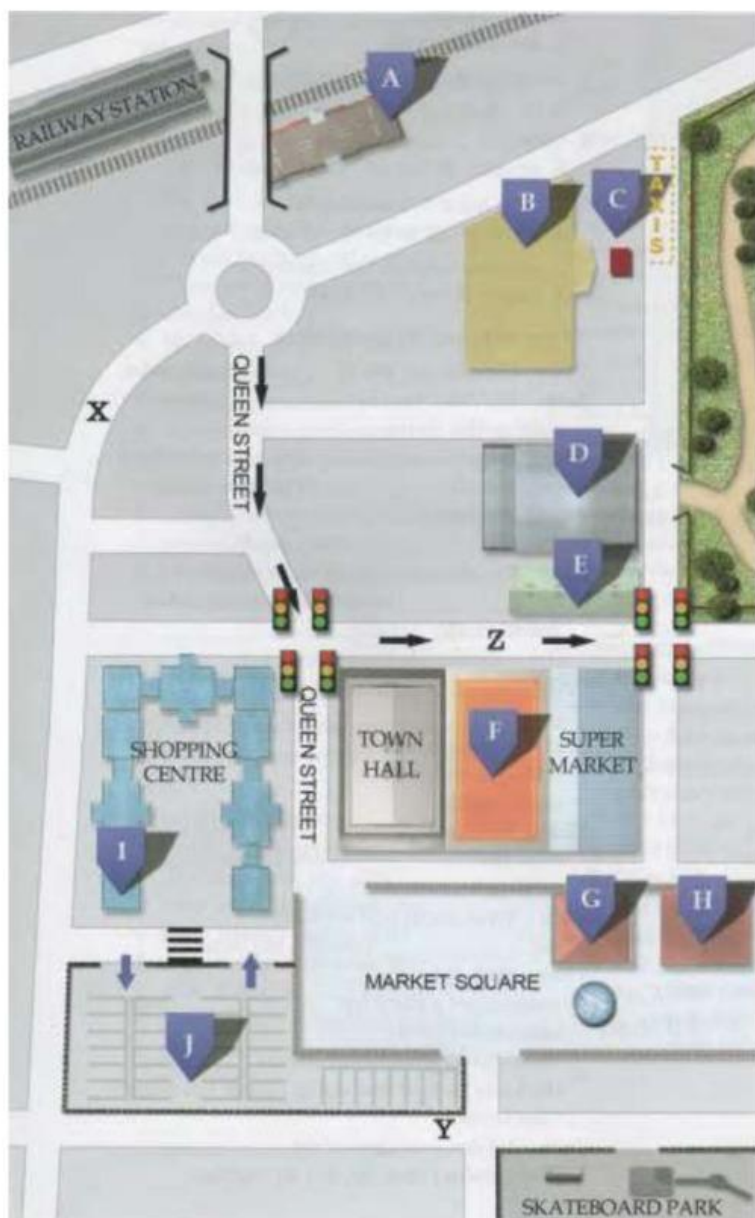 A
RAILWAY STATION
B
C
TAXIS
QUEEN STREET
X
D
E
Z
SHOPPING
CENTRE
QUEEN STREET
TOWN
HALL
F
SUPER
MARKET
I
G
H
MARKET SQUARE
J
Y
SKATEBOARD PARK